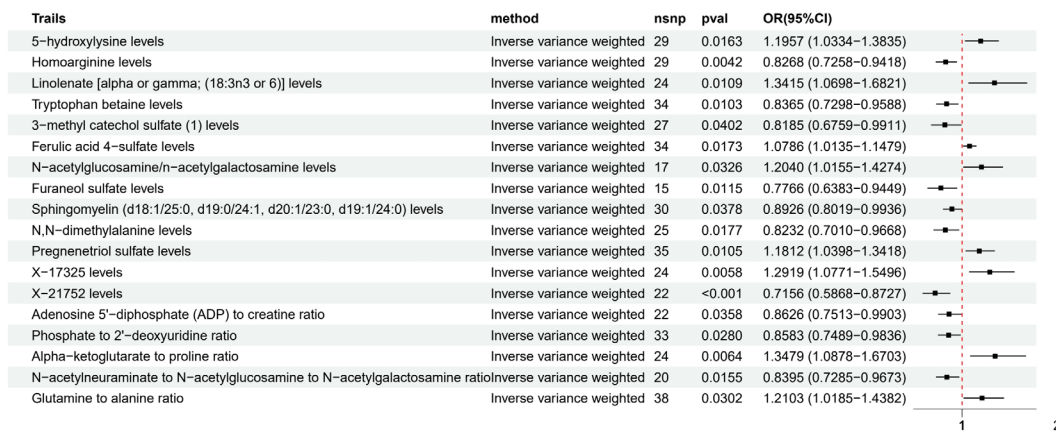 Trails method nsnp pval OR(95%CI)
5−hydroxylysine levels Inverse variance weighted 29 0.0163 1.1957 (1.0334−1.3835)
Homoarginine levels Inverse variance weighted 29 0.0042 0.8268 (0.7258−0.9418)
Linolenate [alpha or gamma; (18:3n3 or 6)] levels Inverse variance weighted 24 0.0109 1.3415 (1.0698−1.6821)
Tryptophan betaine levels Inverse variance weighted 34 0.0103 0.8365 (0.7298−0.9588)
3−methyl catechol sulfate (1) levels Inverse variance weighted 27 0.0402 0.8185 (0.6759−0.9911)
Ferulic acid 4−sulfate levels Inverse variance weighted 34 0.0173 1.0786 (1.0135−1.1479)
N−acetylglucosamine/n−acetylgalactosamine levels Inverse variance weighted 17 0.0326 1.2040 (1.0155−1.4274)
Furaneol sulfate levels Inverse variance weighted 15 0.0115 0.7766 (0.6383−0.9449)
Sphingomyelin (d18:1/25:0, d19:0/24:1, d20:1/23:0, d19:1/24:0) levels Inverse variance weighted 30 0.0378 0.8926 (0.8019−0.9936)
N,N−dimethylalanine levels Inverse variance weighted 25 0.0177 0.8232 (0.7010−0.9668)
Pregnenetriol sulfate levels Inverse variance weighted 35 0.0105 1.1812 (1.0398−1.3418)
X−17325 levels Inverse variance weighted 24 0.0058 1.2919 (1.0771−1.5496)
X−21752 levels Inverse variance weighted 22 <0.001 0.7156 (0.5868−0.8727)
Adenosine 5'−diphosphate (ADP) to creatine ratio Inverse variance weighted 22 0.0358 0.8626 (0.7513−0.9903)
Phosphate to 2'−deoxyuridine ratio Inverse variance weighted 33 0.0280 0.8583 (0.7489−0.9836)
Alpha−ketoglutarate to proline ratio Inverse variance weighted 24 0.0064 1.3479 (1.0878−1.6703)
N−acetylneuraminate to N−acetylglucosamine to N−acetylgalactosamine ratio Inverse variance weighted 20 0.0155 0.8395 (0.7285−0.9673)
Glutamine to alanine ratio Inverse variance weighted 38 0.0302 1.2103 (1.0185−1.4382)
1